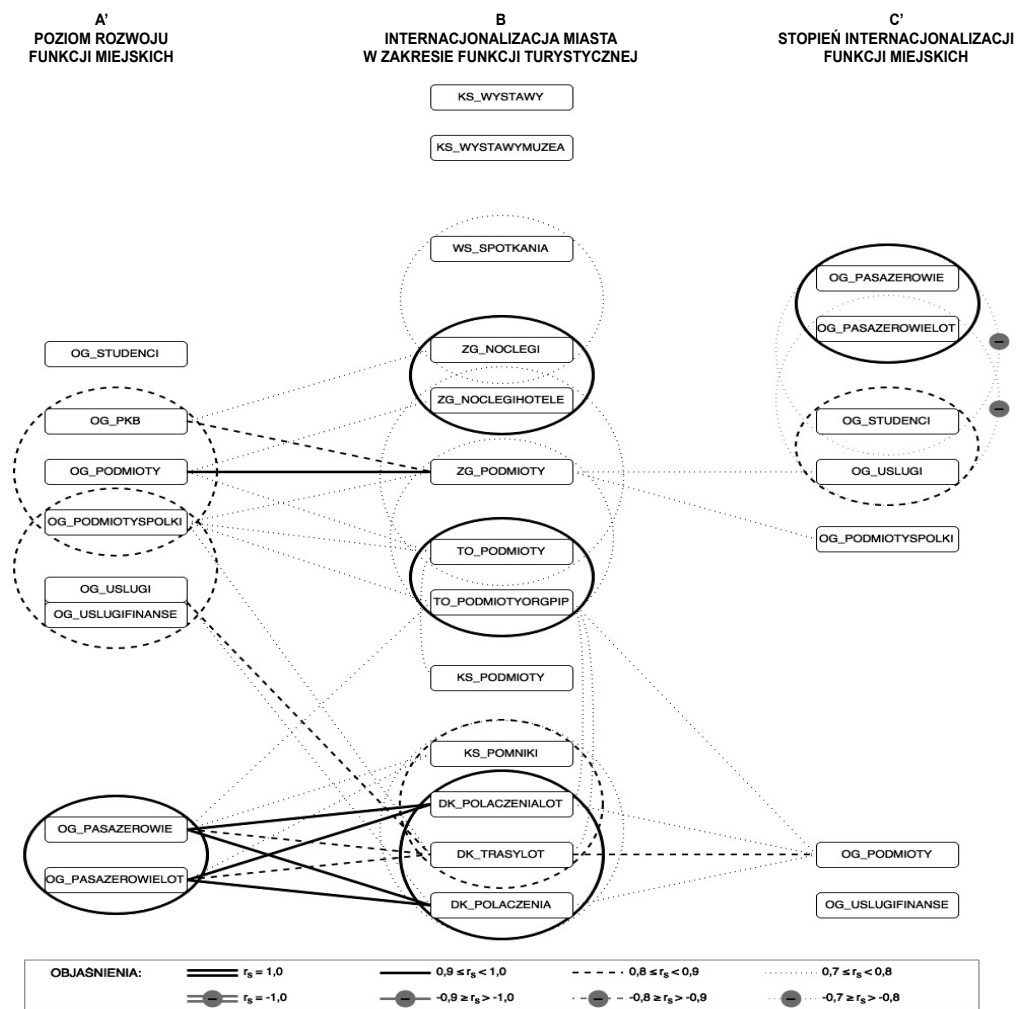 A’
POZIOM ROZWOJU
FUNKCJI MIEJSKICH
B
INTERNACJONALIZACJA MIASTA
W ZAKRESIE FUNKCJI TURYSTYCZNEJ
C’
STOPIEŃ INTERNACJONALIZACJI
FUNKCJI MIEJSKICH
OG_STUDENCI
OG_PKB
OG_PODMIOTY
OG_PODMIOTYSPOLKI
OG_USLUGI
OG_USLUGIFINANSE
OG_PASAZEROWIE
OG_PASAZEROWIELOT
KS_WYSTAWY
KS_WYSTAWYMUZEA
WS_SPOTKANIA
ZG_NOCLEGI
ZG_NOCLEGIHOTELE
ZG_PODMIOTY
TO_PODMIOTY
TO_PODMIOTYORGPIP
KS_PODMIOTY
KS_POMNIKI
DK_POLACZENIALOT
DK_TRASYLOT
DK_POLACZENIA
OG_PASAZEROWIE
OG_PASAZEROWIELOT
–
–
OG_STUDENCI
OG_USLUGI
OG_PODMIOTYSPOLKI
OG_PODMIOTY
OG_USLUGIFINANSE
OBJAŚNIENIA: rs = 1,0 0,9 ≤ rs < 1,0 0,8 ≤ rs < 0,9 0,7 ≤ rs < 0,8
– rs = -1,0 – -0,9 ≥ rs > -1,0 – -0,8 ≥ rs > -0,9 – -0,7 ≥ rs > -0,8